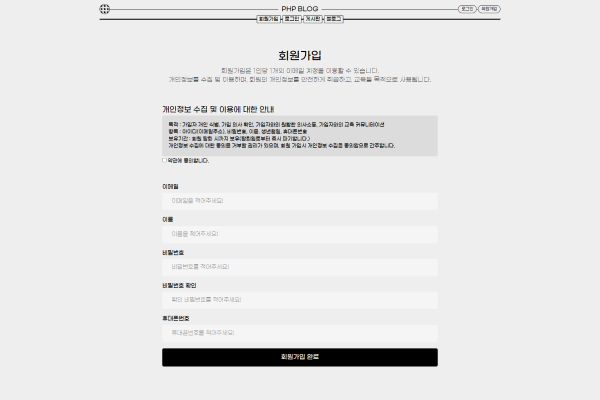 PHP BLOG
로그인
회원가입
회원가입
로그인
게시판
블로그
회원가입
회원가입은 1인당 1개의 이메일 계정을 이용할 수 있습니다.
개인정보를 수집 및 이용하며, 회원의 개인정보를 안전하게 취급하고, 교육용 목적으로 사용됩니다.
개인정보 수집 및 이용에 대한 안내
목적 : 가입자 개인 식별, 가입 의사 확인, 가입자와의 원활한 의사소통, 가입자와의 교육 커뮤니테이션
항목 : 아이디(이메일주소), 비밀번호, 이름, 생년월일, 휴대폰번호
보유기간 : 회원 탈퇴 시까지 보유(탈퇴일로부터 즉시 파기합니다.)
개인정보 수집에 대한 동의를 거부할 권리가 있으며, 회원 가입시 개인정보 수집을 동의함으로 간주합니다.
약관에 동의합니다.
이메일
이메일을 적어주세요!
이름
이름을 적어주세요!
비밀번호
비밀번호를 적어주세요!
비밀번호 확인
확인 비밀번호를 적어주세요!
휴대폰번호
휴대폰번호를 적어주세요!
회원가입 완료